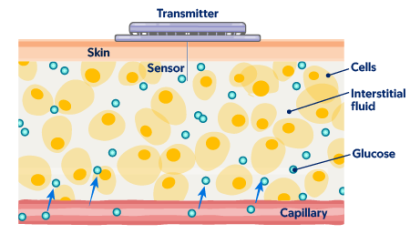 Transmitter
Skin
Sensor
Cells
Interstitial
fluid
Glucose
Capillary